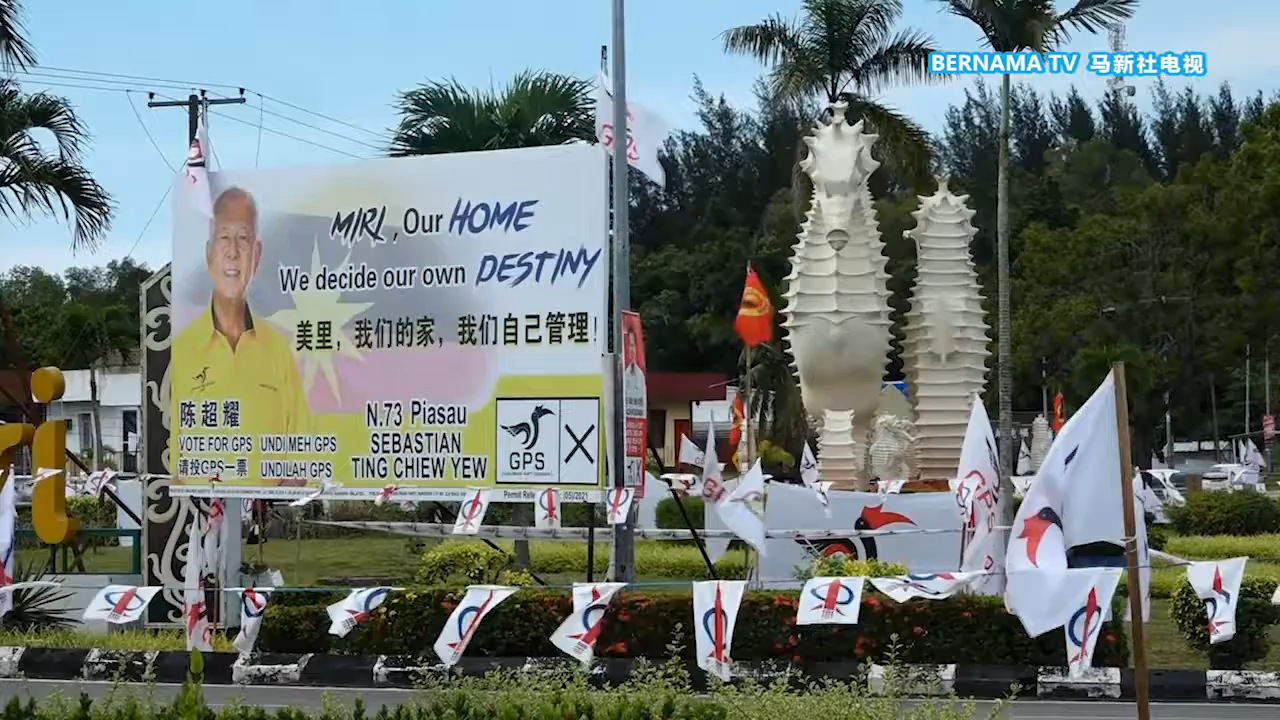 BERNAMA TV 马新社电视
MIRI, Our HOME
We decide our own DESTINY
美里，我们的家，我们自己管理！
陈超耀
VOTE FOR GPS UNDI MEH GPS
请投GPS一票 UNDILAH GPS
N.73 Piasau
SEBASTIAN
TING CHIEW YEW
GPS
X